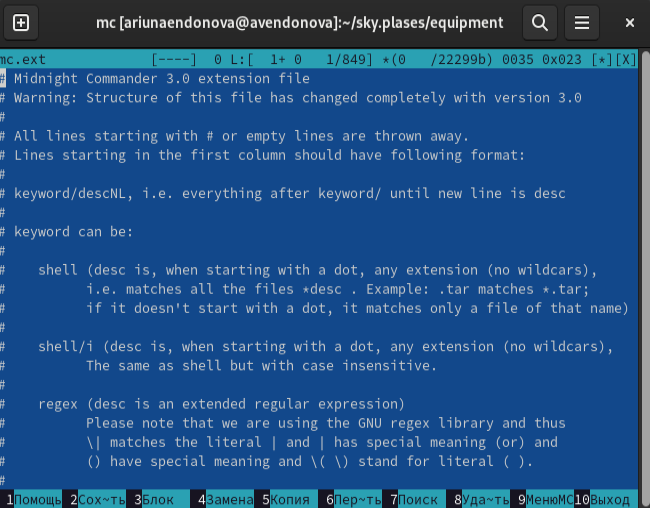 mc [ariunaendonova@avendonova]:~/sky.plases/equipment
mc.ext [----] 0 L:[ 1+ 0 1/849] *(0 /22299b) 0035 0x023 [*][X]
# Midnight Commander 3.0 extension file
# Warning: Structure of this file has changed completely with version 3.0
#
# All lines starting with # or empty lines are thrown away.
# Lines starting in the first column should have following format:
#
# keyword/descNL, i.e. everything after keyword/ until new line is desc
#
# keyword can be:
#
# shell (desc is, when starting with a dot, any extension (no wildcars),
# i.e. matches all the files *desc . Example: .tar matches *.tar;
# if it doesn't start with a dot, it matches only a file of that name)
#
# shell/i (desc is, when starting with a dot, any extension (no wildcars),
# The same as shell but with case insensitive.
#
# regex (desc is an extended regular expression)
# Please note that we are using the GNU regex library and thus
# \| matches the literal | and | has special meaning (or) and
# () have special meaning and \( \) stand for literal ( ).
#
1Помощь 2Сох~ть 3Блок 4Замена 5Копия 6Пер~ть 7Поиск 8Уда~ть 9МенюMC 10Выход